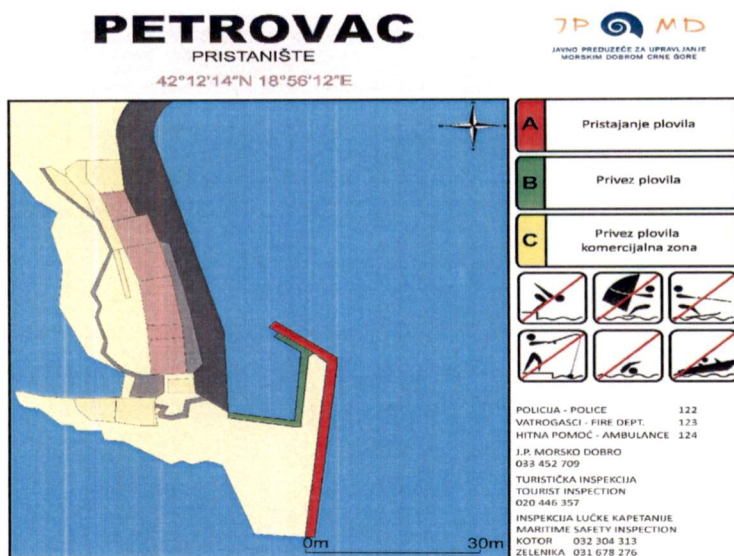 PETROVAC
PRISTANIŠTE
42°12'14"N 18°56'12"E
JP MD
JAVNO PREDUZEĆE ZA UPRAVLJANJE
MORSKIM DOBROM CRNE GORE
A
Pristajanje plovila
B
Privez plovila
C
Privez plovila
komercijalna zona
POLICIJA - POLICE 122
VATROGASCI - FIRE DEPT. 123
HITNA POMOĆ - AMBULANCE 124
J.P. MORSKO DOBRO
033 452 709
TURISTIČKA INSPEKCIJA
TOURIST INSPECTION
020 446 357
INSPEKCIJA LUČKE KAPETANIJE
MARITIME SAFETY INSPECTION
KOTOR 032 304 313
ZELENIKA 031 678 276
0m
30m